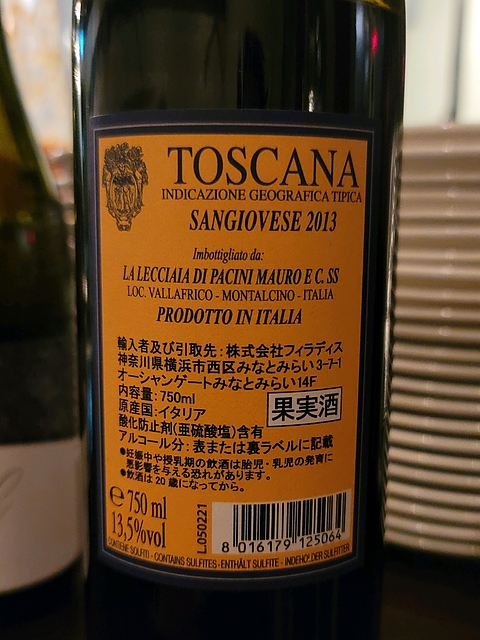 TOSCANA
INDICAZIONE GEOGRAFICA TIPICA
SANGIOVESE 2013
Imbottigliato da:
LA LECCIAIA DI PACINI MAURO E C. SS
LOC. VALLAFRICO - MONTALCINO - ITALIA
PRODOTTO IN ITALIA
輸入者及び引取先：株式会社フィラディス
神奈川県横浜市西区みなとみらい3-7-1
オーシャンゲートみなとみらい14F
内容量：750ml
原産国：イタリア
果実酒
酸化防止剤(亜硫酸塩)含有
アルコール分：表または裏ラベルに記載
●妊娠中や授乳期の飲酒は胎児・乳児の発育に
悪影響を与える恐れがあります。
●飲酒は20歳になってから。
℮ 750 ml
13,5%vol
L.050221
8 016179 125064
CONTIENE SOLFITI - CONTAINS SULFITES - ENTHÄLT SULFITE - INDEHOLDER SULFITTER